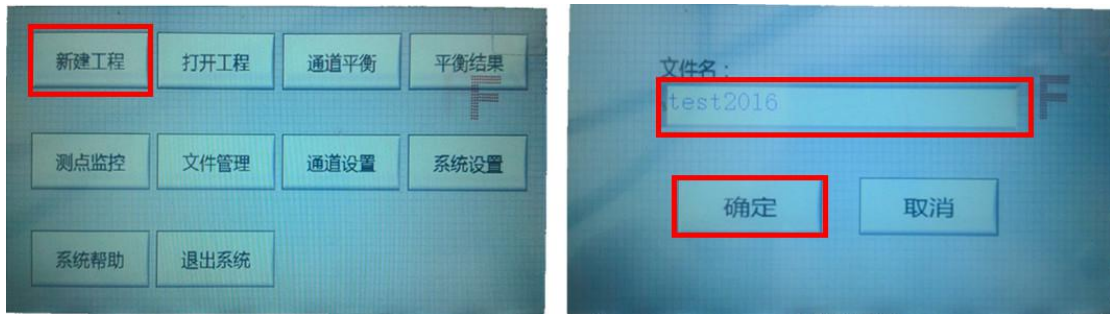 新建工程 打开工程 通道平衡 平衡结果
测点监控 文件管理 通道设置 系统设置
系统帮助 退出系统
文件名：
test2016
确定 取消